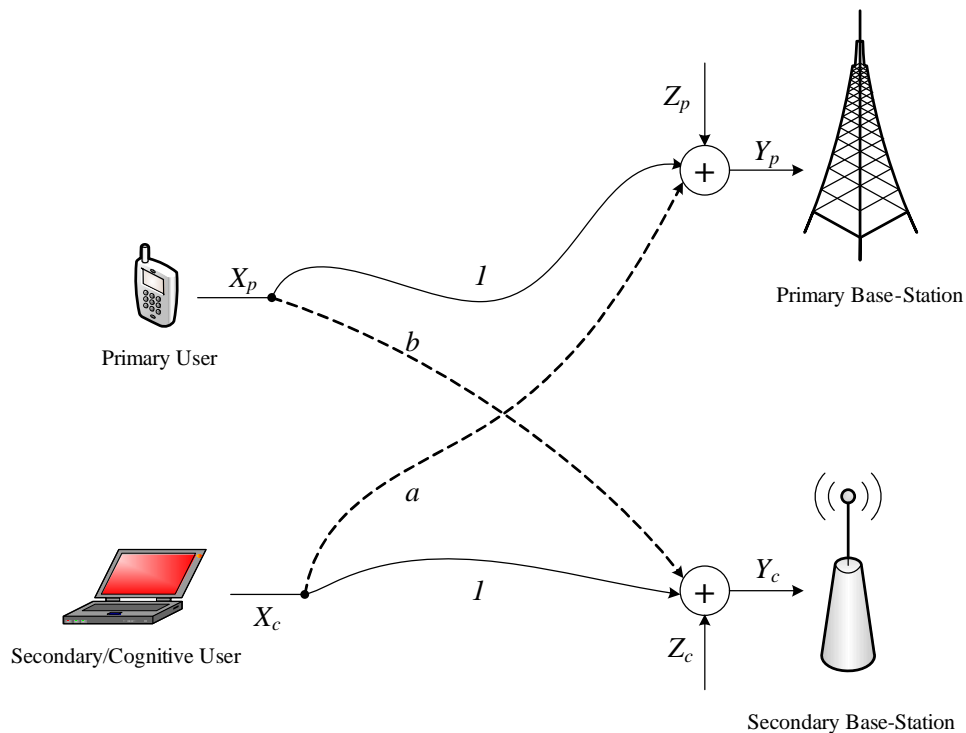 Z_p
Y_p
+
X_p
1
Primary Base-Station
Primary User
b
a
Y_c
1
+
X_c
Z_c
Secondary/Cognitive User
Secondary Base-Station